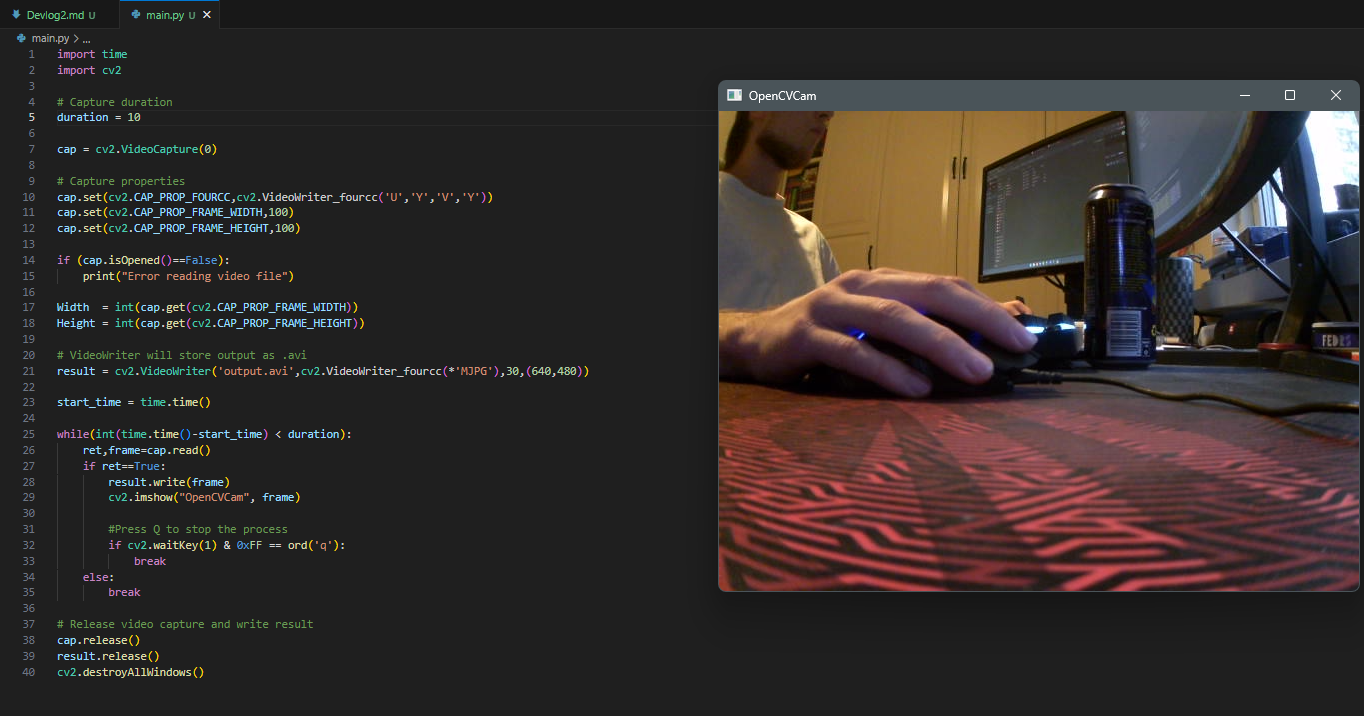 Devlog2.md U
main.py U
main.py > ...
1 import time
2 import cv2
3
4 # Capture duration
5 duration = 10
6
7 cap = cv2.VideoCapture(0)
8
9 # Capture properties
10 cap.set(cv2.CAP_PROP_FOURCC,cv2.VideoWriter_fourcc('U','Y','V','Y'))
11 cap.set(cv2.CAP_PROP_FRAME_WIDTH,100)
12 cap.set(cv2.CAP_PROP_FRAME_HEIGHT,100)
13
14 if (cap.isOpened()==False):
15     print("Error reading video file")
16
17 Width  = int(cap.get(cv2.CAP_PROP_FRAME_WIDTH))
18 Height = int(cap.get(cv2.CAP_PROP_FRAME_HEIGHT))
19
20 # VideoWriter will store output as .avi
21 result = cv2.VideoWriter('output.avi',cv2.VideoWriter_fourcc(*'MJPG'),30,(640,480))
22
23 start_time = time.time()
24
25 while(int(time.time()-start_time) < duration):
26     ret,frame=cap.read()
27     if ret==True:
28         result.write(frame)
29         cv2.imshow("OpenCVCam", frame)
30
31         #Press Q to stop the process
32         if cv2.waitKey(1) & 0xFF == ord('q'):
33             break
34     else:
35         break
36
37 # Release video capture and write result
38 cap.release()
39 result.release()
40 cv2.destroyAllWindows()
OpenCVCam